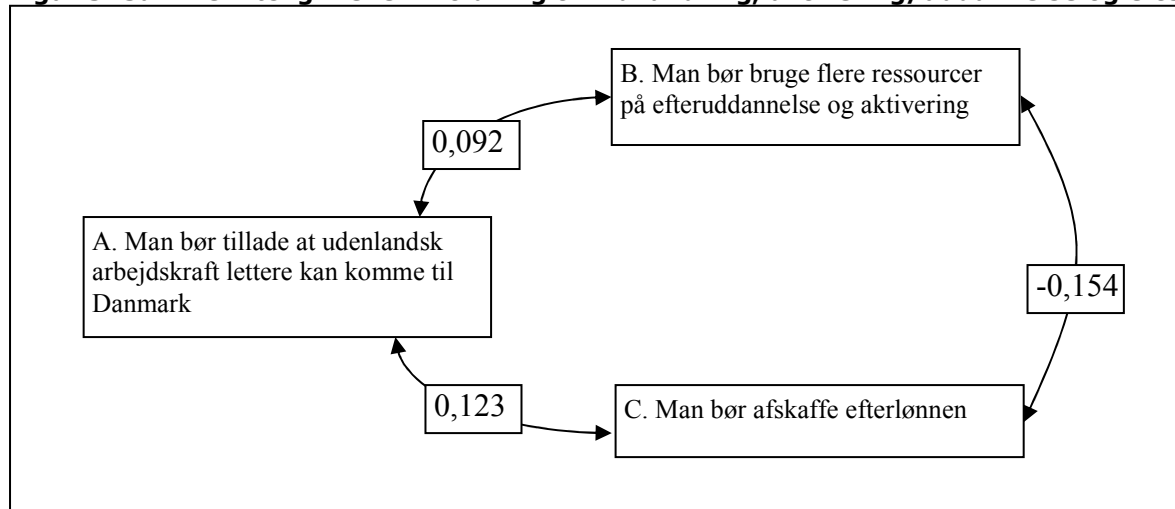 B. Man bør bruge flere ressourcer
på efteruddannelse og aktivering
0,092
A. Man bør tillade at udenlandsk
arbejdskraft lettere kan komme til
Danmark
-0,154
0,123
C. Man bør afskaffe efterlønnen